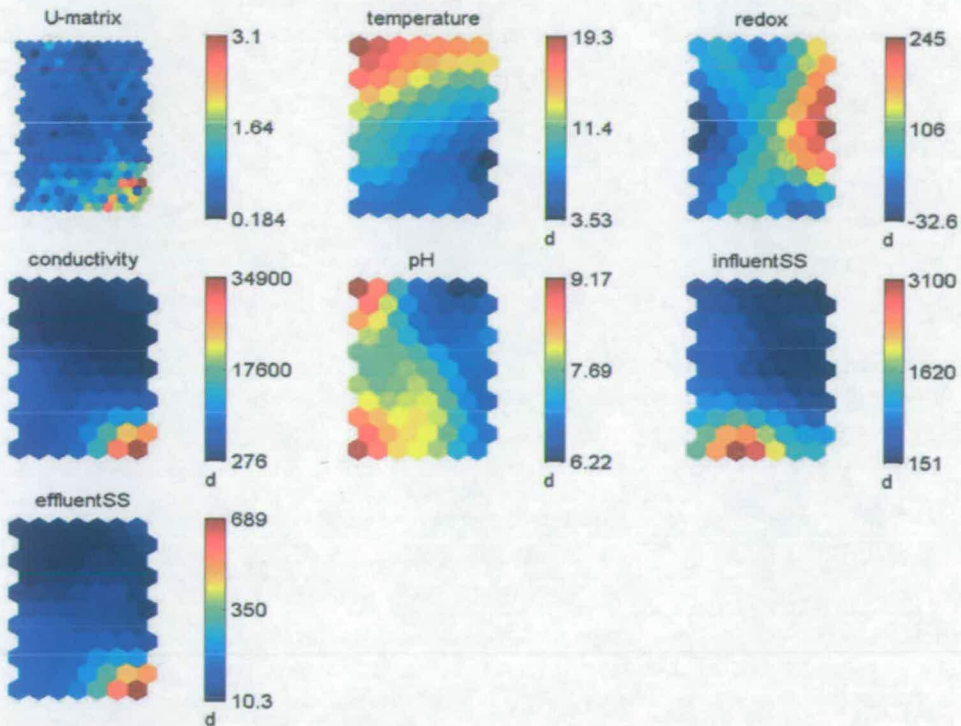 U-matrix
3.1
1.64
0.184
temperature
19.3
11.4
3.53
d
redox
245
106
-32.6
d
conductivity
34900
17600
276
d
pH
9.17
7.69
6.22
d
influentSS
3100
1620
151
d
effluentSS
689
350
10.3
d